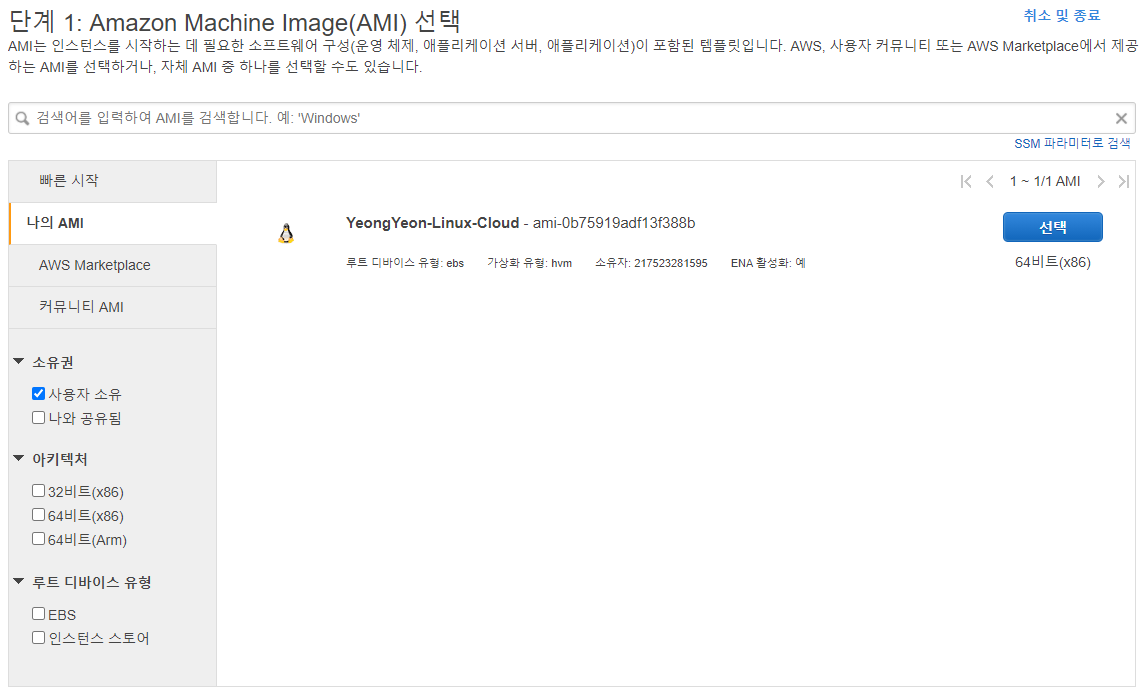 단계 1: Amazon Machine Image(AMI) 선택
취소 및 종료
AMI는 인스턴스를 시작하는 데 필요한 소프트웨어 구성(운영 체제, 애플리케이션 서버, 애플리케이션)이 포함된 템플릿입니다. AWS, 사용자 커뮤니티 또는 AWS Marketplace에서 제공
하는 AMI를 선택하거나, 자체 AMI 중 하나를 선택할 수도 있습니다.
검색어를 입력하여 AMI를 검색합니다. 예: 'Windows'
SSM 파라미터로 검색
빠른 시작
나의 AMI
AWS Marketplace
커뮤니티 AMI
소유권
사용자 소유
나와 공유됨
아키텍처
32비트(x86)
64비트(x86)
64비트(Arm)
루트 디바이스 유형
EBS
인스턴스 스토어
1 ~ 1/1 AMI
YeongYeon-Linux-Cloud - ami-0b75919adf13f388b
선택
루트 디바이스 유형: ebs 가상화 유형: hvm 소유자: 217523281595 ENA 활성화: 예
64비트(x86)